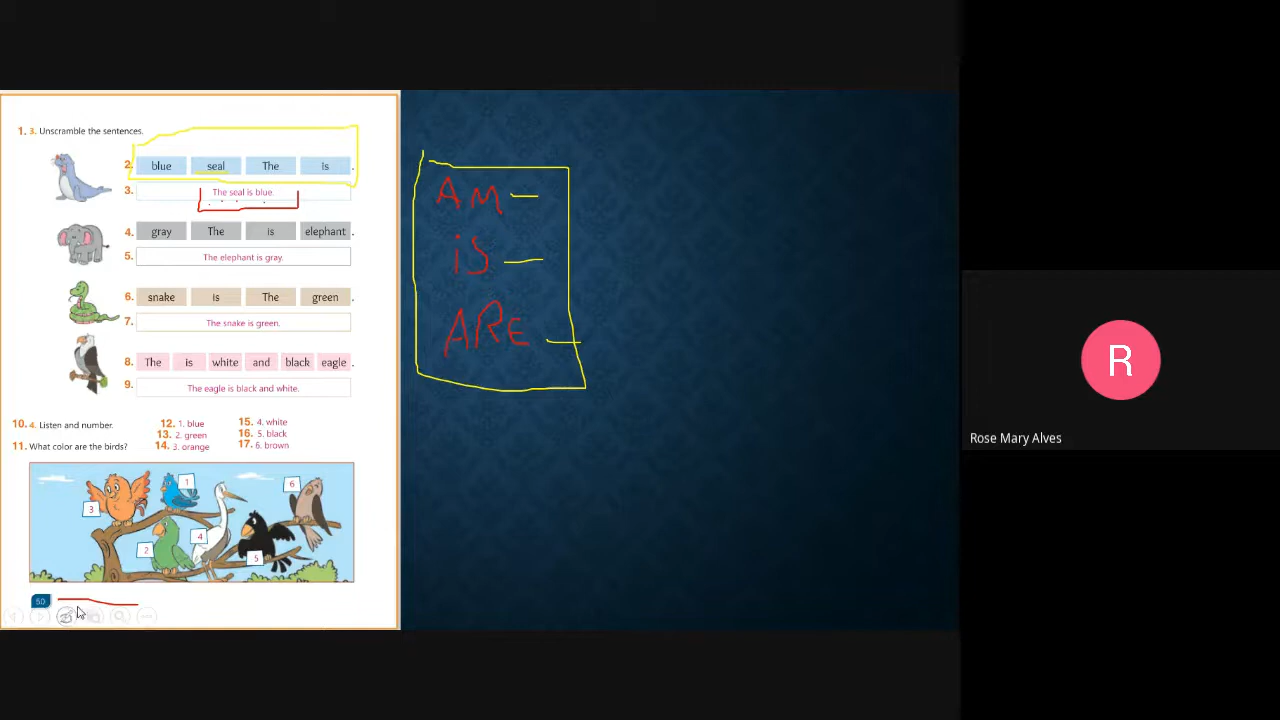 1. 3. Unscramble the sentences.
2. blue seal The is .
3. The seal is blue.
4. gray The is elephant .
5. The elephant is gray.
6. snake is The green .
7. The snake is green.
8. The is white and black eagle .
9. The eagle is black and white.
10. 4. Listen and number.
11. What color are the birds?
12. 1. blue
13. 2. green
14. 3. orange
15. 4. white
16. 5. black
17. 6. brown
1
2
3
4
5
6
50
AM —
iS —
ARE —
R
Rose Mary Alves